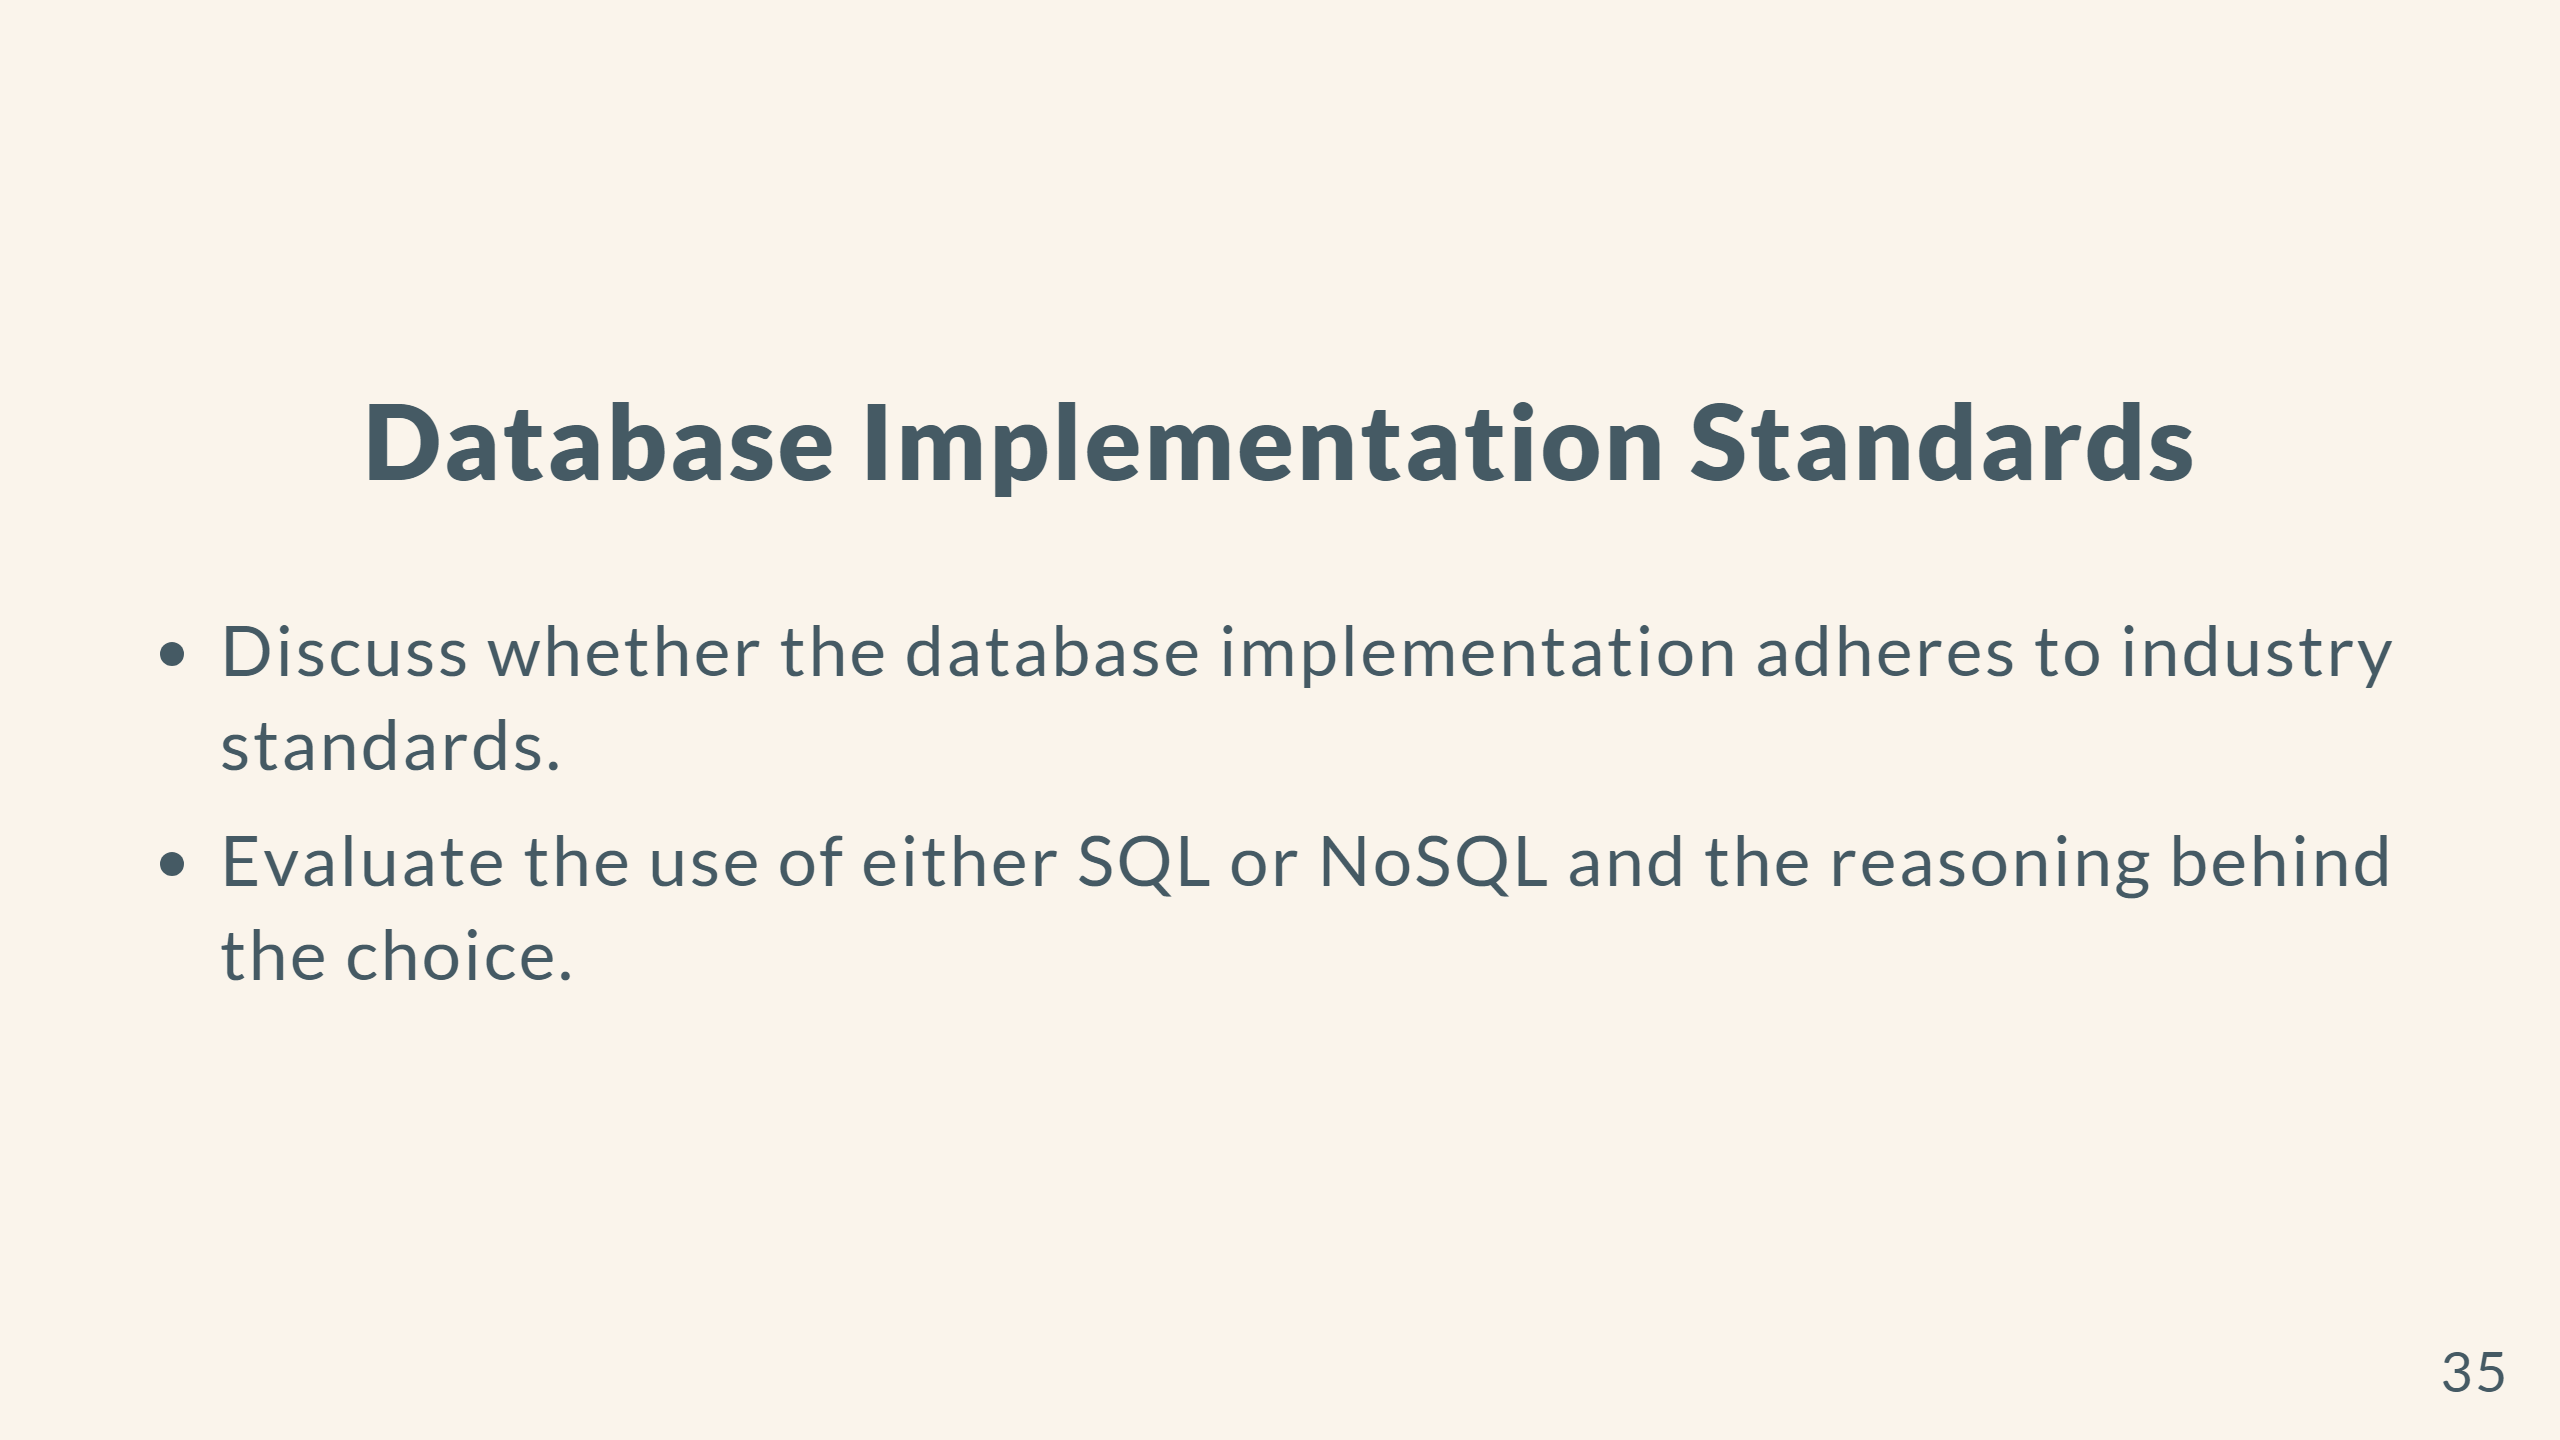 Database Implementation Standards
• Discuss whether the database implementation adheres to industry
standards.
• Evaluate the use of either SQL or NoSQL and the reasoning behind
the choice.
35